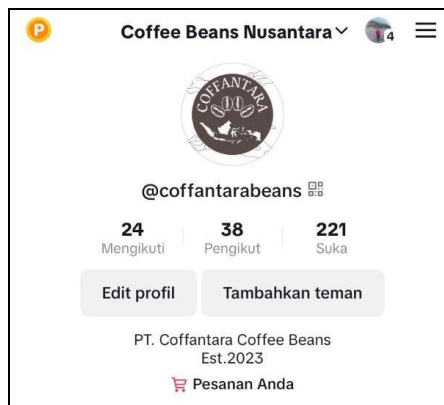 P
Coffee Beans Nusantara
4
COFFANTARA
@coffantarabeans
24 38 221
Mengikuti Pengikut Suka
Edit profil Tambahkan teman
PT. Coffantara Coffee Beans
Est.2023
Pesanan Anda